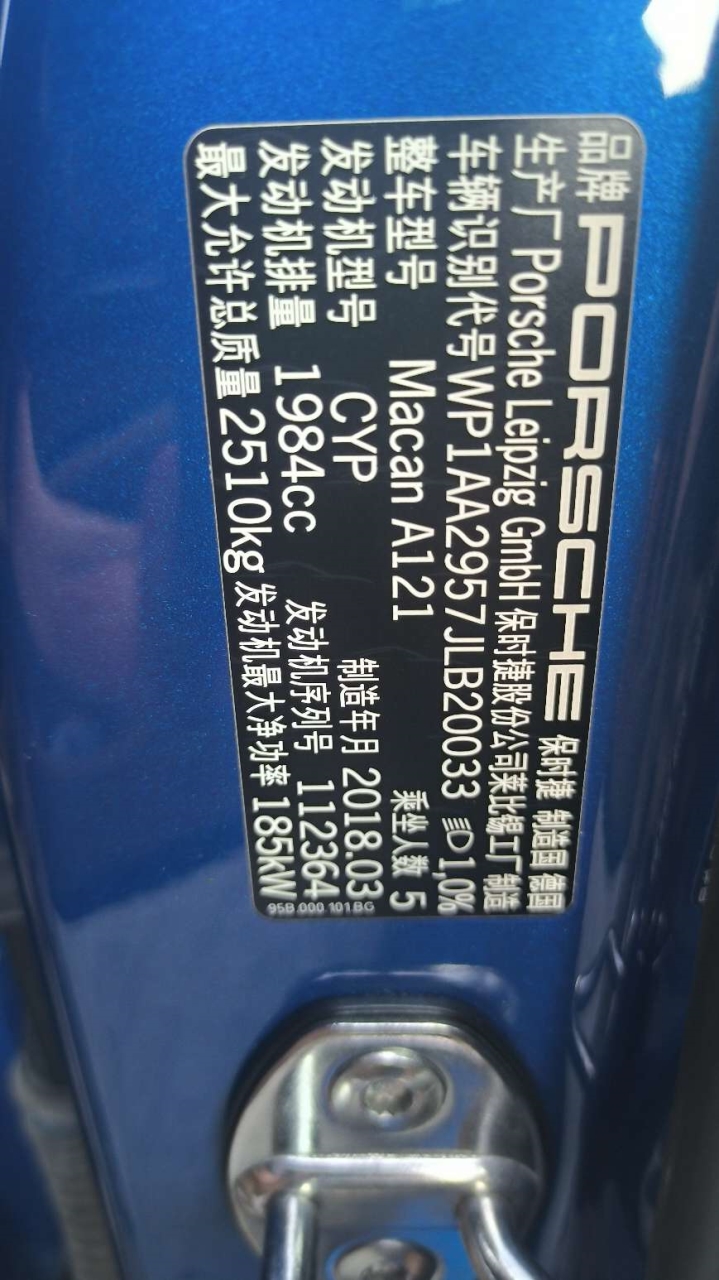 品牌 PORSCHE 保时捷 制造国 德国
生产厂 Porsche Leipzig GmbH 保时捷股份公司莱比锡工厂 制造
车辆识别代号 WP1AA2957JLB20033 1,0%
整车型号 Macan A121 乘坐人数 5
发动机型号 CYP 制造年月 2018.03
发动机排量 1984cc 发动机序列号 112364
最大允许总质量 2510kg 发动机最大净功率 185kW
95B.000.101.BG